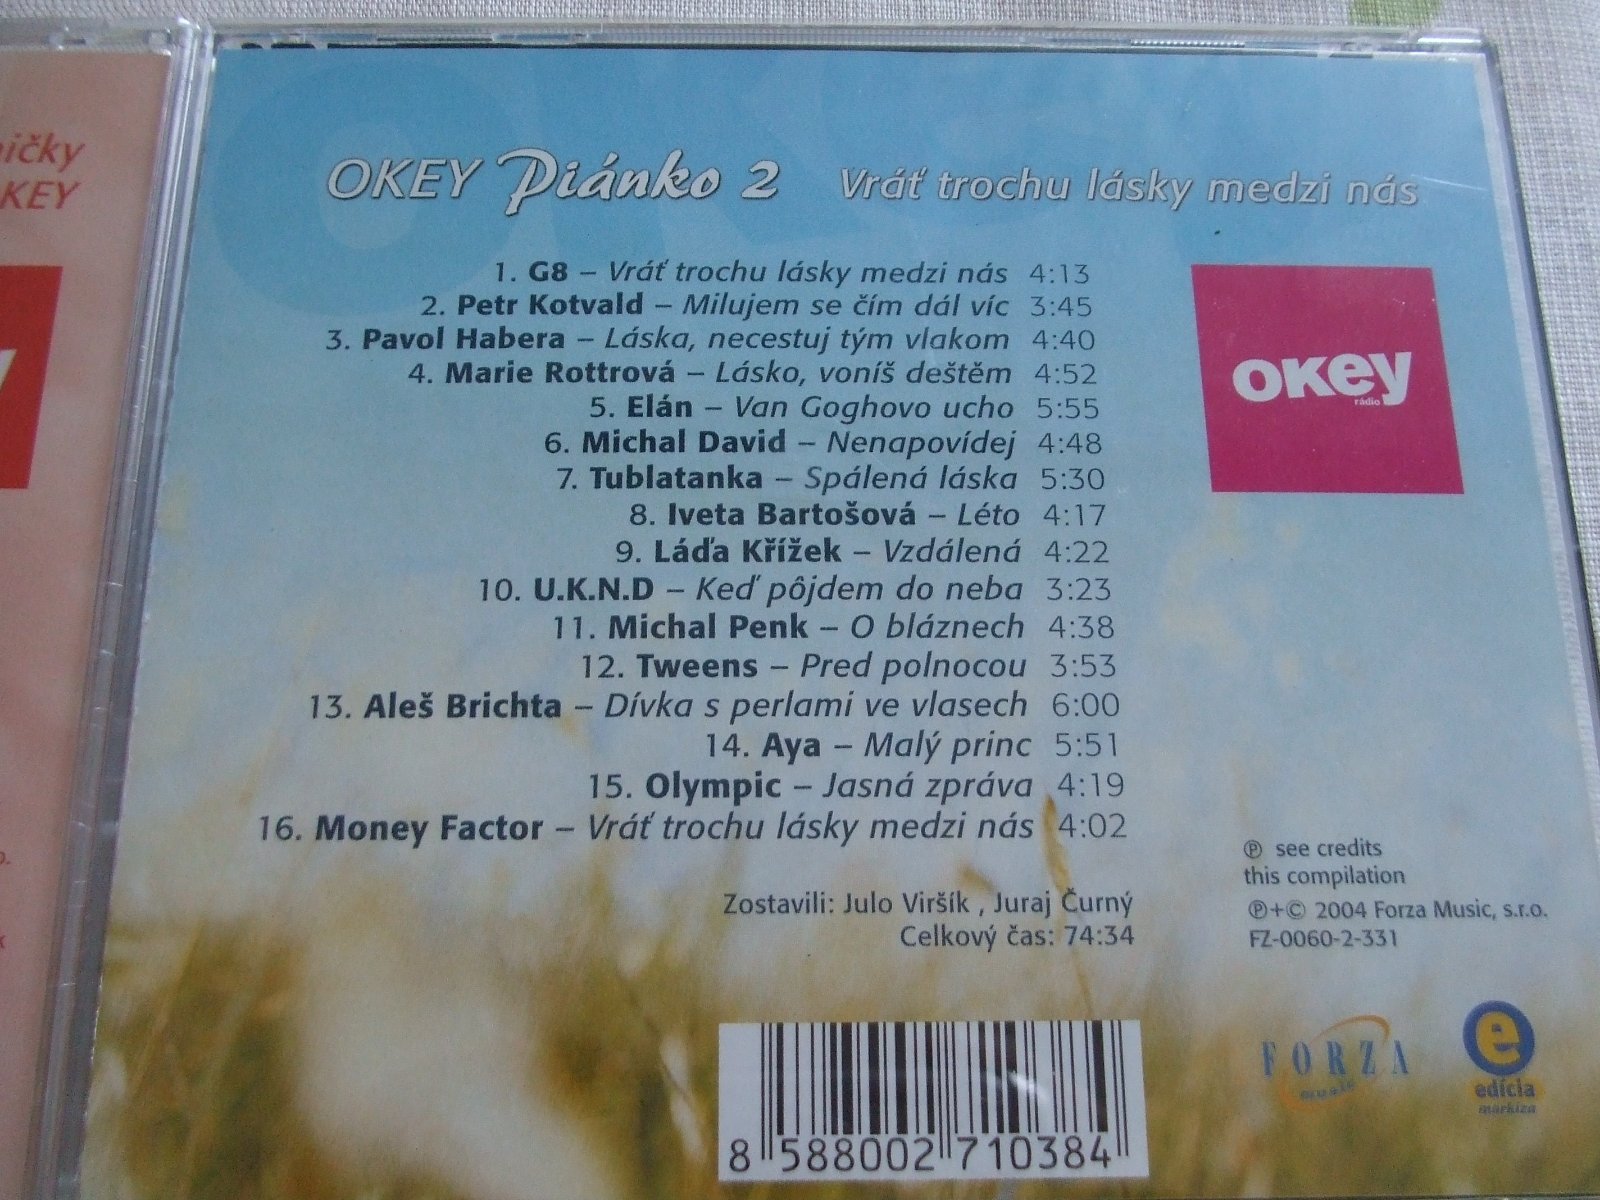 ničky
KEY
OKEY Piánko 2 Vráť trochu lásky medzi nás
1. G8 – Vráť trochu lásky medzi nás 4:13
2. Petr Kotvald – Milujem se čím dál víc 3:45
3. Pavol Habera – Láska, necestuj tým vlakom 4:40
4. Marie Rottrová – Lásko, voníš deštěm 4:52
5. Elán – Van Goghovo ucho 5:55
6. Michal David – Nenapovídej 4:48
7. Tublatanka – Spálená láska 5:30
8. Iveta Bartošová – Léto 4:17
9. Láďa Křížek – Vzdálená 4:22
10. U.K.N.D – Keď pôjdem do neba 3:23
11. Michal Penk – O bláznech 4:38
12. Tweens – Pred polnocou 3:53
13. Aleš Brichta – Dívka s perlami ve vlasech 6:00
14. Aya – Malý princ 5:51
15. Olympic – Jasná zpráva 4:19
16. Money Factor – Vráť trochu lásky medzi nás 4:02
okey
rádio
Zostavili: Julo Viršík , Juraj Čurný
Celkový čas: 74:34
℗ see credits
this compilation
℗+© 2004 Forza Music, s.r.o.
FZ-0060-2-331
FORZA
music
e
edícia
markíza
8 588002 710384